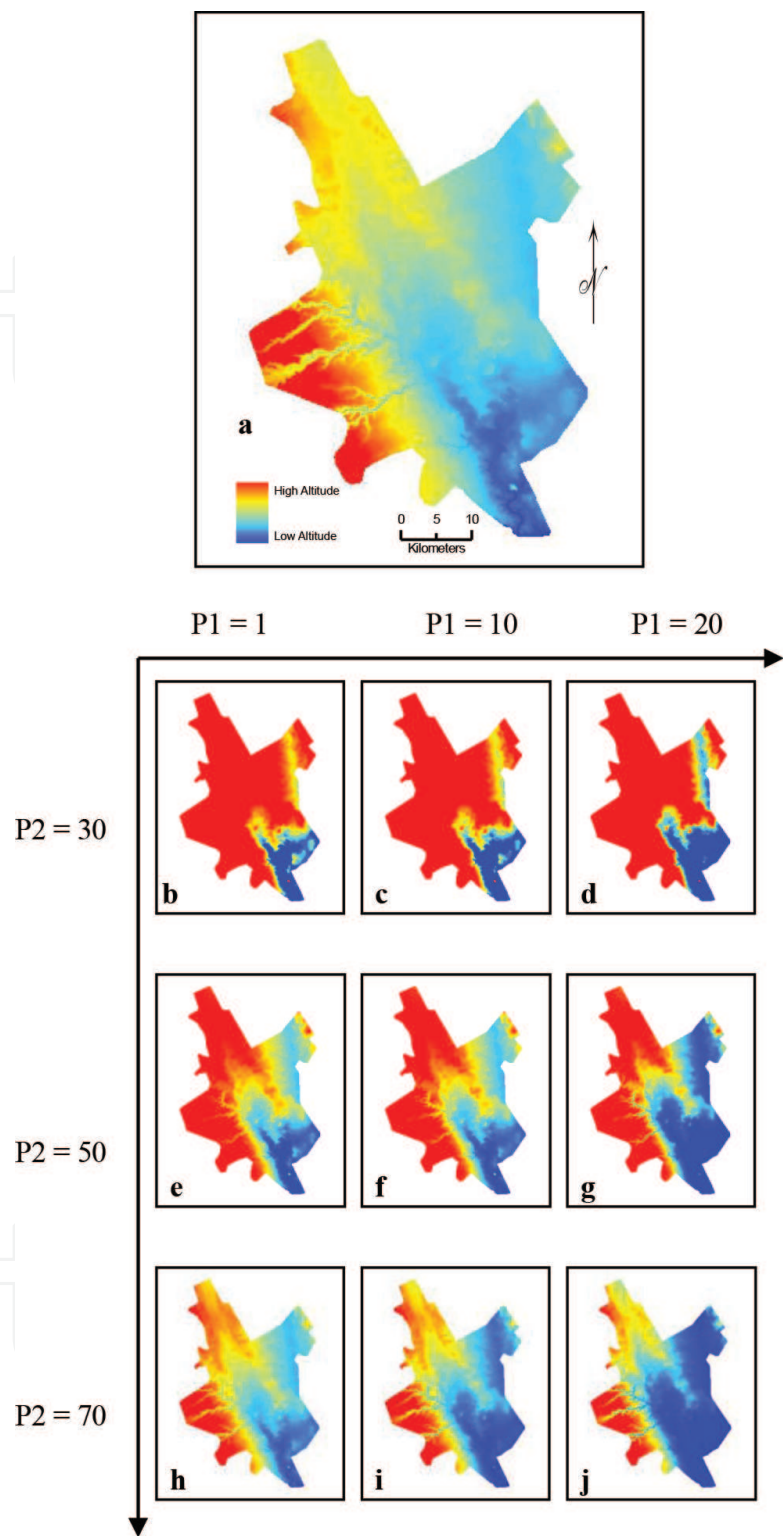 N
a
High Altitude
Low Altitude
0 5 10
Kilometers
P1 = 1 P1 = 10 P1 = 20
P2 = 30
b c d
P2 = 50
e f g
P2 = 70
h i j